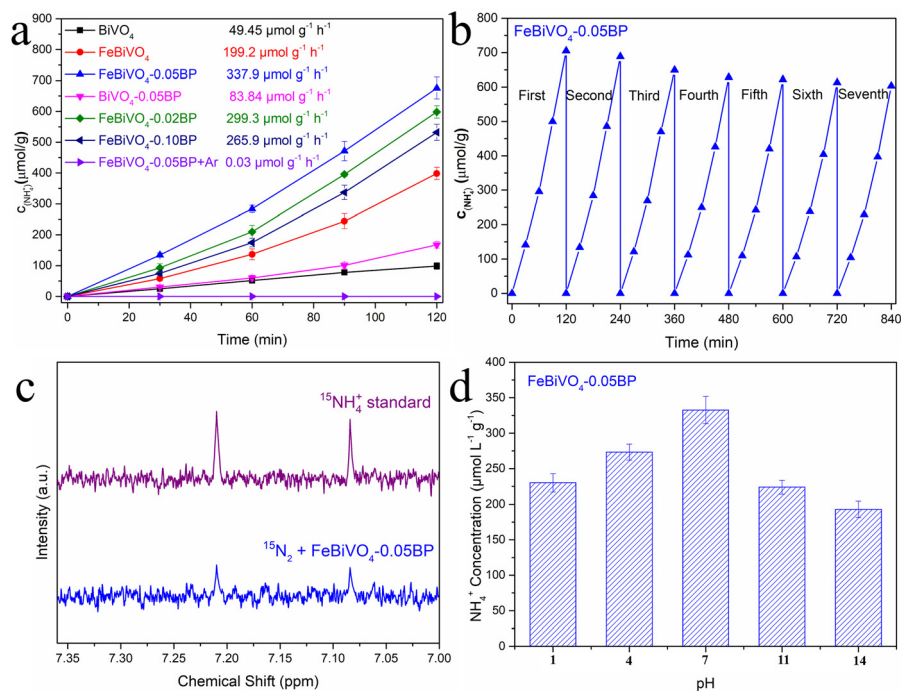 a
c(NH₄⁺)(μmol/g)
900
800
700
600
500
400
300
200
100
0
BiVO₄ 49.45 μmol g⁻¹ h⁻¹
FeBiVO₄ 199.2 μmol g⁻¹ h⁻¹
FeBiVO₄-0.05BP 337.9 μmol g⁻¹ h⁻¹
BiVO₄-0.05BP 83.84 μmol g⁻¹ h⁻¹
FeBiVO₄-0.02BP 299.3 μmol g⁻¹ h⁻¹
FeBiVO₄-0.10BP 265.9 μmol g⁻¹ h⁻¹
FeBiVO₄-0.05BP+Ar 0.03 μmol g⁻¹ h⁻¹
0 20 40 60 80 100 120
Time (min)
b
FeBiVO₄-0.05BP
c(NH₄⁺) (μmol/g)
800
700
600
500
400
300
200
100
0
First Second Third Fourth Fifth Sixth Seventh
0 120 240 360 480 600 720 840
Time (min)
c
Intensity (a.u.)
¹⁵NH₄⁺ standard
¹⁵N₂ + FeBiVO₄-0.05BP
7.35 7.30 7.25 7.20 7.15 7.10 7.05 7.00
Chemical Shift (ppm)
d
FeBiVO₄-0.05BP
NH₄⁺ Concentration (μmol L⁻¹ g⁻¹)
400
350
300
250
200
150
100
50
0
1 4 7 11 14
pH